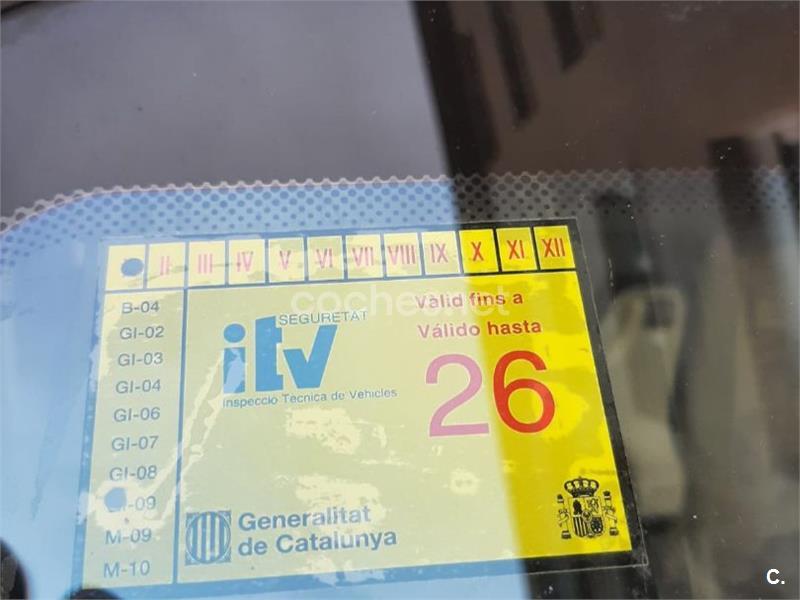 II III IV V VI VII VIII IX X XI XII
B-04
GI-02
GI-03
GI-04
GI-06
GI-07
GI-08
-09
M-09
M-10
SEGURETAT
itv
Inspecció Tècnica de Vehicles
Vàlid fins a
Válido hasta
26
Generalitat
de Catalunya
coches.net
C.